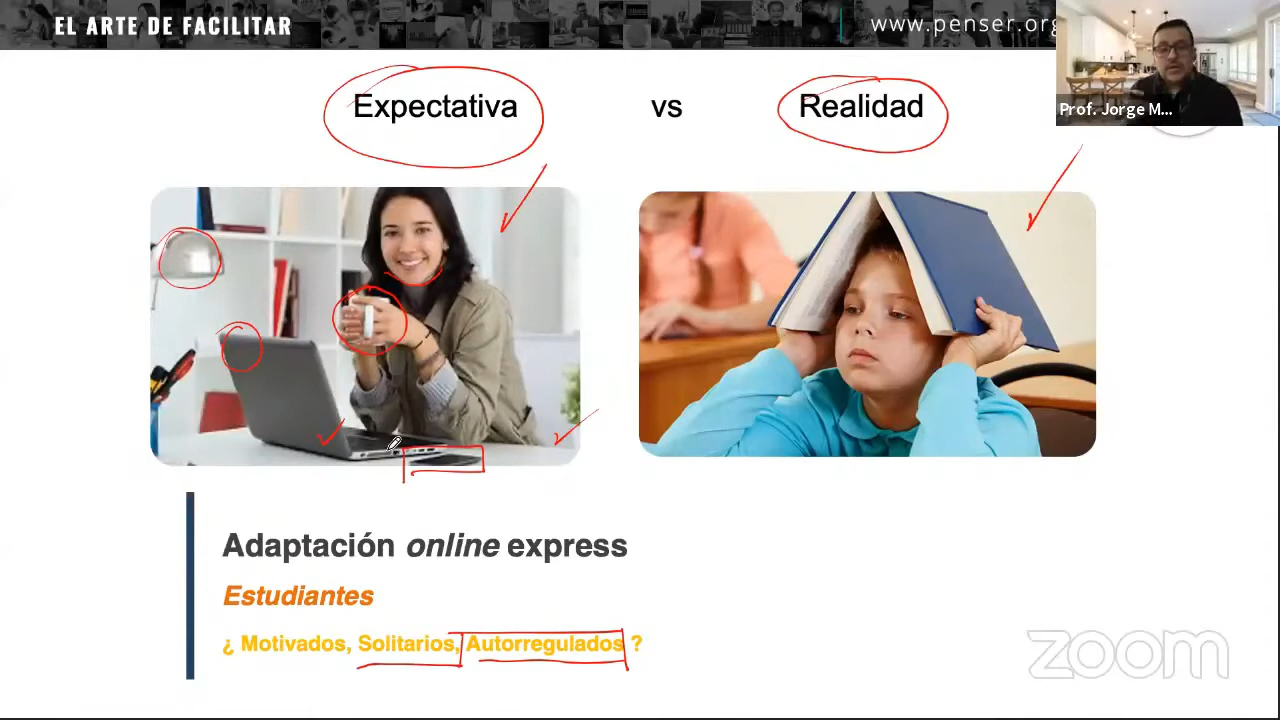 EL ARTE DE FACILITAR
www.penser.org
Prof. Jorge M...
Expectativa vs Realidad
Adaptación online express
Estudiantes
¿ Motivados, Solitarios, Autorregulados ?
zoom